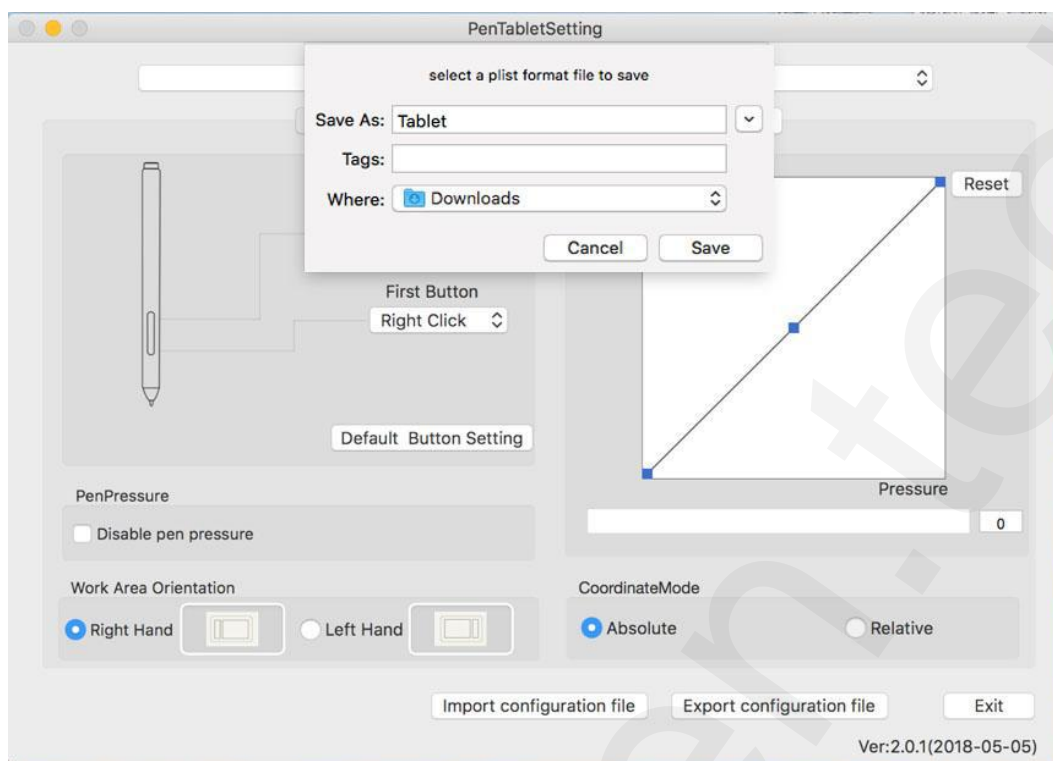 PenTabletSetting
select a plist format file to save
Save As: Tablet
Tags:
Where: Downloads
Cancel Save
Reset
First Button
Right Click
Default Button Setting
Pressure
0
PenPressure
Disable pen pressure
Work Area Orientation
Right Hand Left Hand
CoordinateMode
Absolute Relative
Import configuration file Export configuration file Exit
Ver:2.0.1(2018-05-05)